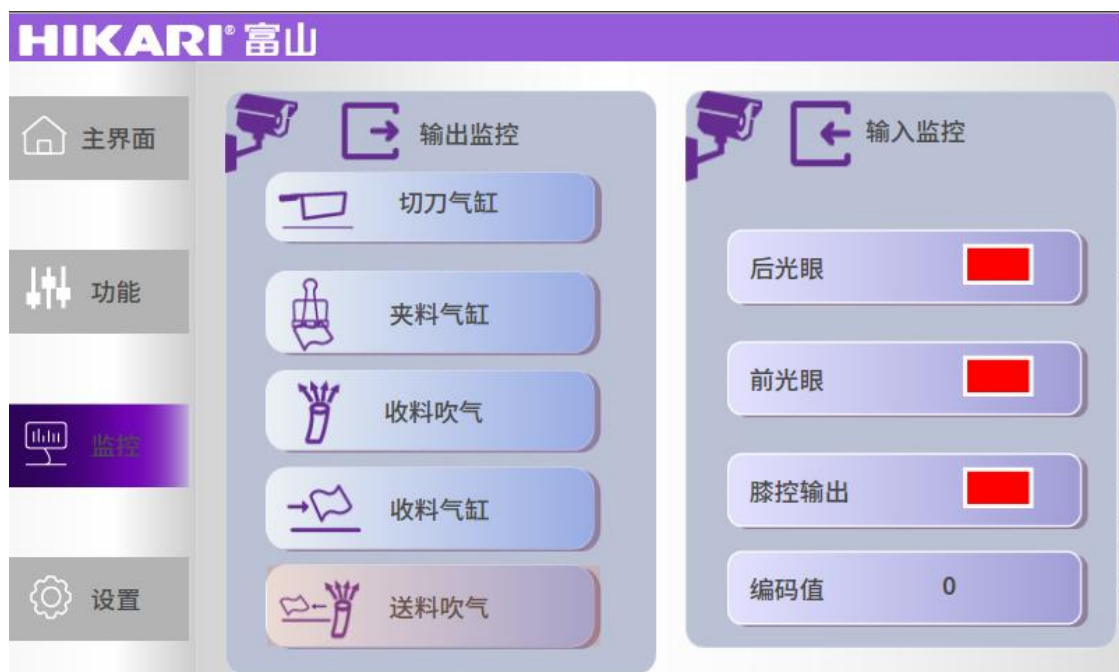 HIKARI®富山
主界面
功能
监控
设置
输出监控
切刀气缸
夹料气缸
收料吹气
收料气缸
送料吹气
输入监控
后光眼
前光眼
膝控输出
编码值 0